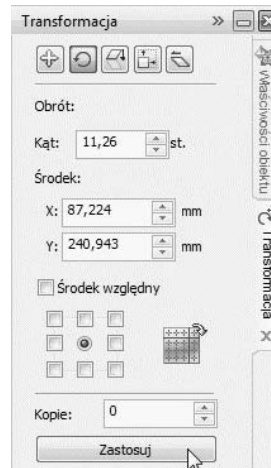 Transformacja
Obrót:
Kąt: 11,26 st.
Środek:
X: 87,224 mm
Y: 240,943 mm
Środek względny
Kopie: 0
Zastosuj
Właściwości obiektu
Transformacja